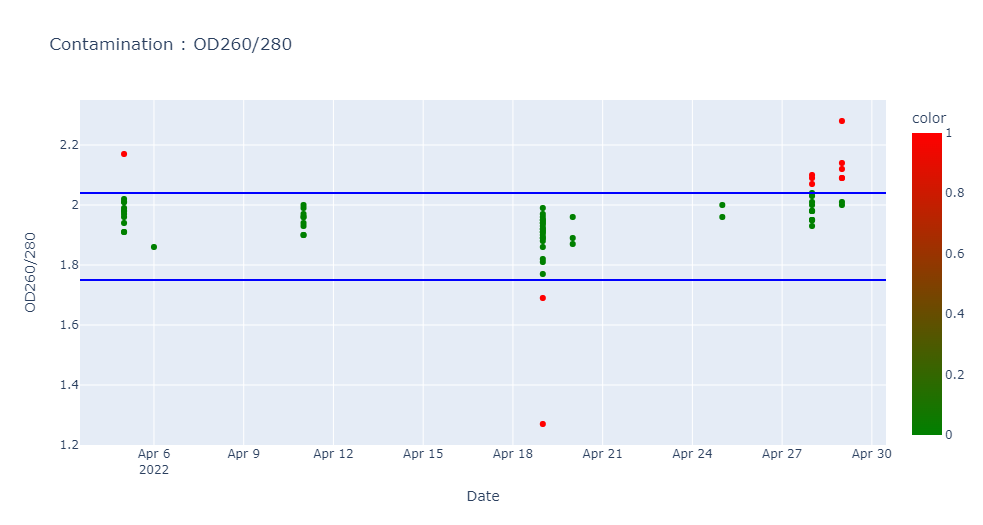 Contamination : OD260/280
color
2.2
2
1.8
1.6
1.4
1.2
OD260/280
Apr 6
2022
Apr 9
Apr 12
Apr 15
Apr 18
Apr 21
Apr 24
Apr 27
Apr 30
Date
1
0.8
0.6
0.4
0.2
0